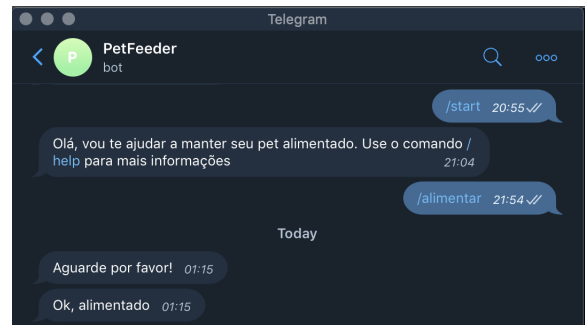 Telegram
P
PetFeeder
bot
/start 20:55
Olá, vou te ajudar a manter seu pet alimentado. Use o comando /
help para mais informações 21:04
/alimentar 21:54
Today
Aguarde por favor! 01:15
Ok, alimentado 01:15